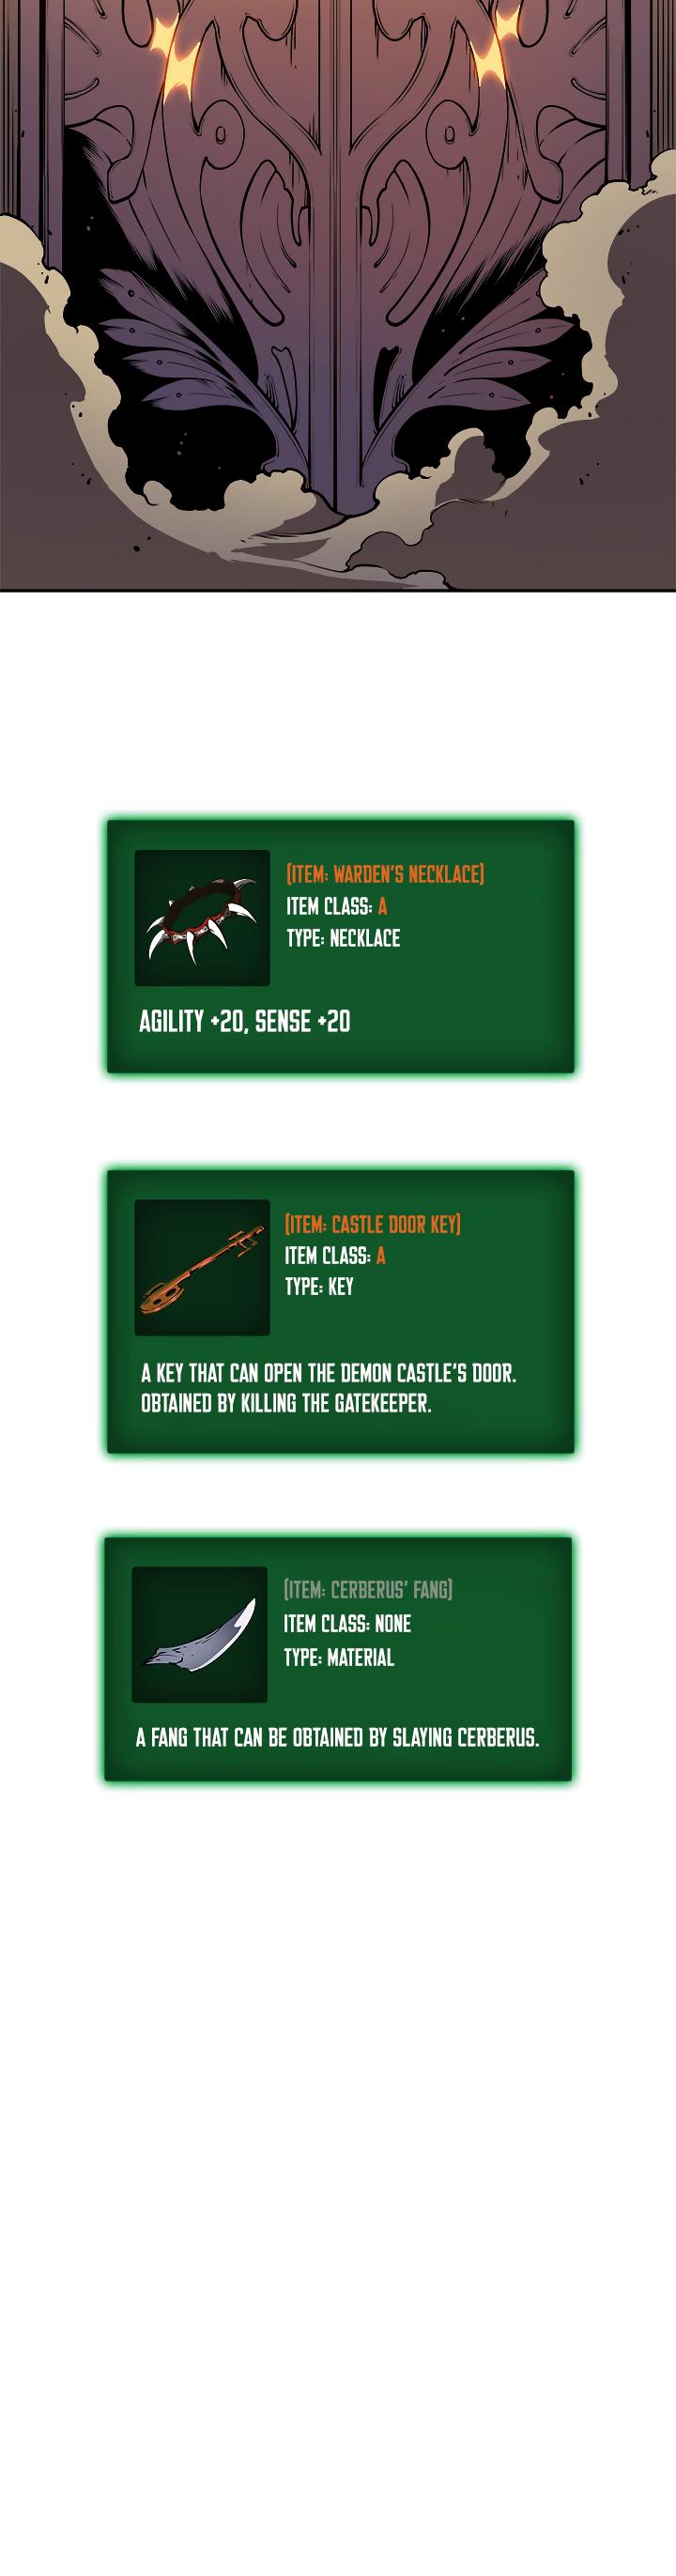 [ITEM: WARDEN'S NECKLACE]
ITEM CLASS: A
TYPE: NECKLACE
AGILITY +20, SENSE +20
[ITEM: CASTLE DOOR KEY]
ITEM CLASS: A
TYPE: KEY
A KEY THAT CAN OPEN THE DEMON CASTLE'S DOOR.
OBTAINED BY KILLING THE GATEKEEPER.
[ITEM: CERBERUS' FANG]
ITEM CLASS: NONE
TYPE: MATERIAL
A FANG THAT CAN BE OBTAINED BY SLAYING CERBERUS.